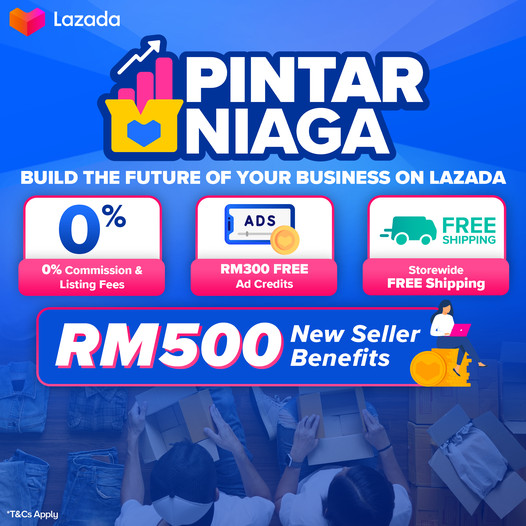 Lazada
PINTAR
NIAGA
BUILD THE FUTURE OF YOUR BUSINESS ON LAZADA
0%
0% Commission &
Listing Fees
ADS
RM300 FREE
Ad Credits
FREE
SHIPPING
Storewide
FREE Shipping
RM500 New Seller
Benefits
*T&Cs Apply